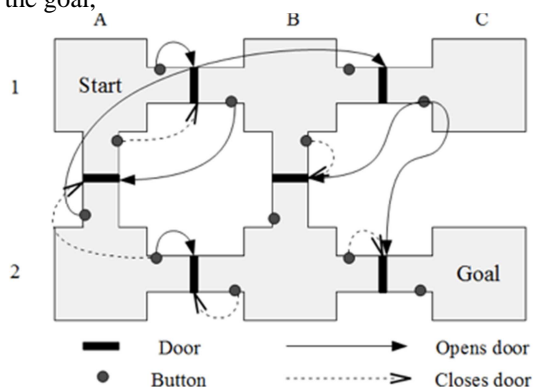 the goal,
A B C
1
Start
2
Goal
Door Opens door
Button Closes door